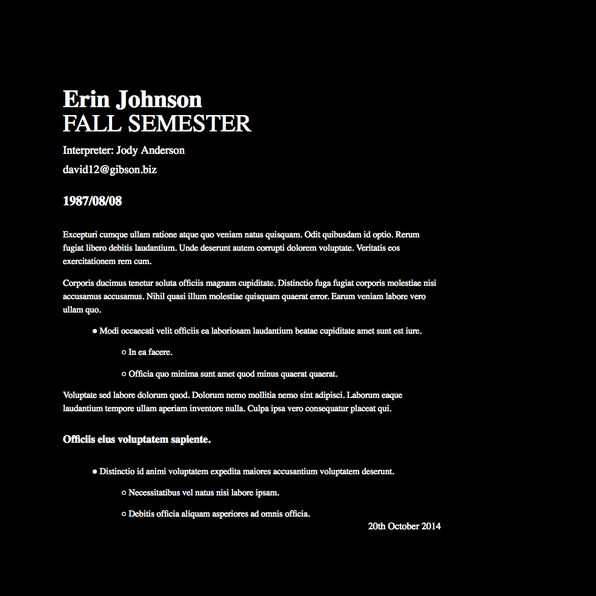 Erin Johnson
FALL SEMESTER
Interpreter: Jody Anderson
david12@gibson.biz
1987/08/08
Excepturi cumque ullam ratione atque quo veniam natus quisquam. Odit quibusdam id optio. Rerum
fugiat libero debitis laudantium. Unde deserunt autem corrupti dolorem voluptate. Veritatis eos
exercitationem rem cum.
Corporis ducimus tenetur soluta officiis magnam cupiditate. Distinctio fuga fugiat corporis molestiae nisi
accusamus accusamus. Nihil quasi illum molestiae quisquam quaerat error. Earum veniam labore vero
ullam quo.
● Modi occaecati velit officiis ea laboriosam laudantium beatae cupiditate amet sunt est iure.
○ In ea facere.
○ Officia quo minima sunt amet quod minus quaerat quaerat.
Voluptate sed labore dolorum quod. Dolorum nemo mollitia nemo sint adipisci. Laborum eaque
laudantium tempore ullam aperiam inventore nulla. Culpa ipsa vero consequatur placeat qui.
Officiis eius voluptatem sapiente.
● Distinctio id animi voluptatem expedita maiores accusantium voluptatem deserunt.
○ Necessitatibus vel natus nisi labore ipsam.
○ Debitis officia aliquam asperiores ad omnis officia.
20th October 2014